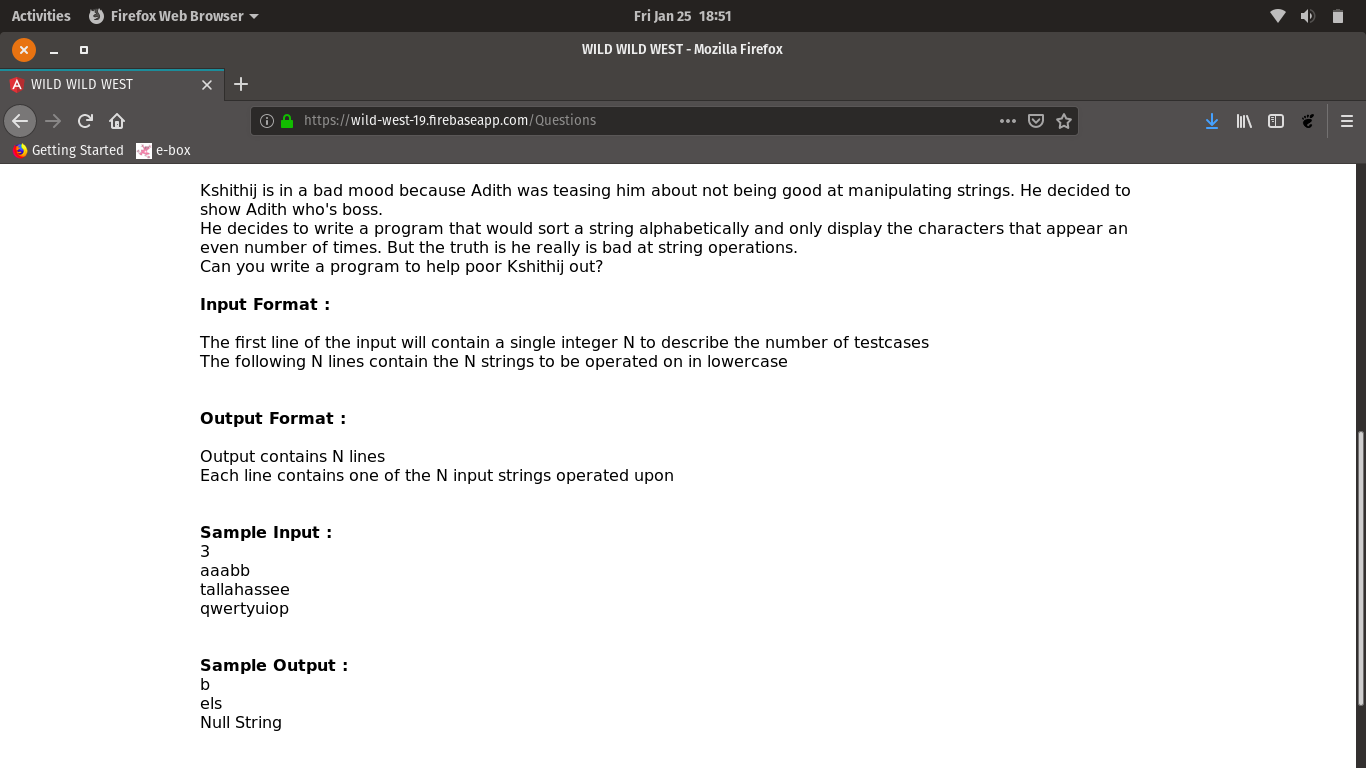 Activities Firefox Web Browser Fri Jan 25 18:51
WILD WILD WEST - Mozilla Firefox
WILD WILD WEST
https://wild-west-19.firebaseapp.com/Questions
Getting Started e-box
Kshithij is in a bad mood because Adith was teasing him about not being good at manipulating strings. He decided to
show Adith who's boss.
He decides to write a program that would sort a string alphabetically and only display the characters that appear an
even number of times. But the truth is he really is bad at string operations.
Can you write a program to help poor Kshithij out?
Input Format :
The first line of the input will contain a single integer N to describe the number of testcases
The following N lines contain the N strings to be operated on in lowercase
Output Format :
Output contains N lines
Each line contains one of the N input strings operated upon
Sample Input :
3
aaabb
tallahassee
qwertyuiop
Sample Output :
b
els
Null String